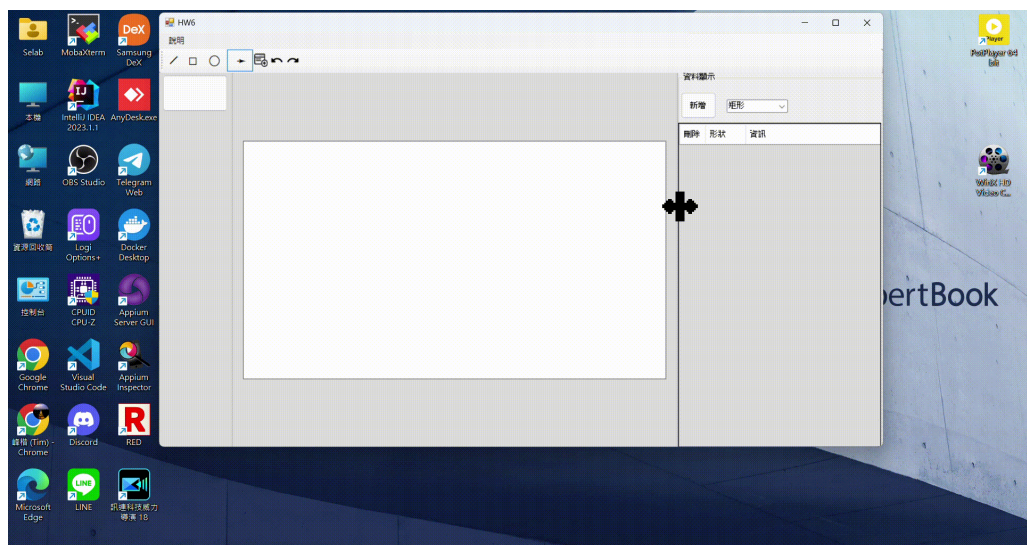 HW6
說明
資料顯示
新增
矩形
刪除 形狀 資訊
Selab
MobaXterm
Samsung
DeX
DeX
本機
IntelliJ IDEA
2023.1.1
AnyDesk.exe
網路
OBS Studio
Telegram
Web
資源回收筒
Logi
Options+
Docker
Desktop
控制台
CPUID
CPU-Z
Appium
Server GUI
Google
Chrome
Visual
Studio Code
Appium
Inspector
(Tim) -
Chrome
Discord
RED
Microsoft
Edge
LINE
LINE
訊連科技威力
導演 18
PotPlayer 64
bit
WinX HD
Video C...
pertBook